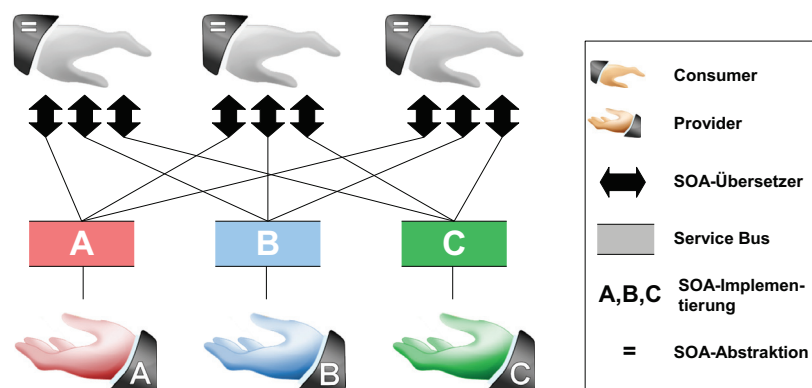 = = =
A B C
A B C
Consumer
Provider
SOA-Übersetzer
Service Bus
A,B,C SOA-Implemen-
tierung
= SOA-Abstraktion